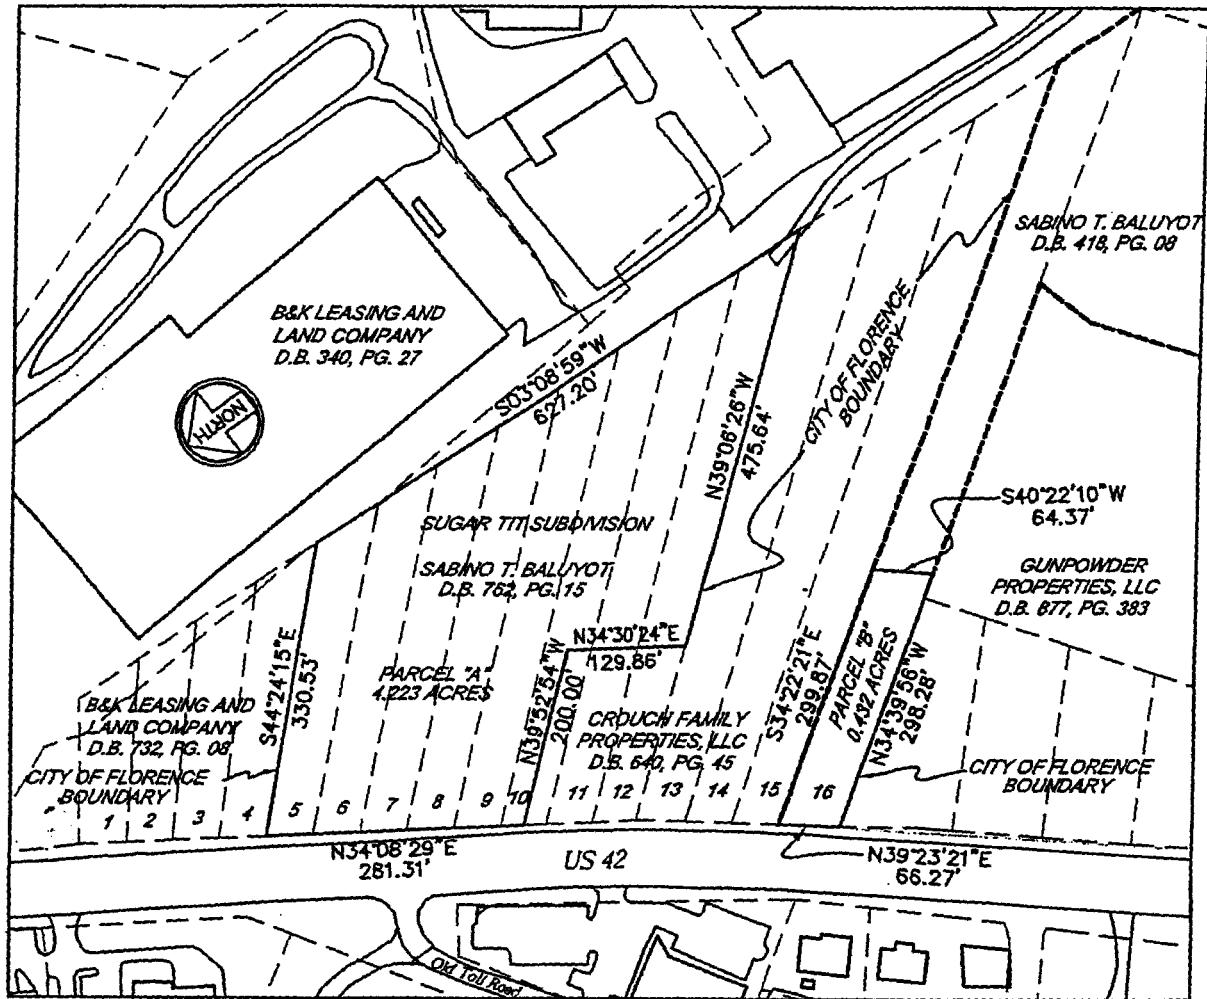 SABINO T. BALUYOT
D.B. 418, PG. 08
B&K LEASING AND
LAND COMPANY
D.B. 340, PG. 27
NORTH
S03°08'59"W
627.20'
N39°06'26"W
475.64'
CITY OF FLORENCE
BOUNDARY
S40°22'10"W
64.37'
SUGAR TIT SUBDIVISION
SABINO T. BALUYOT
D.B. 762, PG. 15
GUNPOWDER
PROPERTIES, LLC
D.B. 877, PG. 383
N34°30'24"E
129.86'
S44°24'15"E
330.53'
PARCEL "A"
4.223 ACRES
N39°52'54"W
200.00'
S34°22'21"E
299.87'
PARCEL "B"
0.432 ACRES
N34°39'56"W
298.28'
B&K LEASING AND
LAND COMPANY
D.B. 732, PG. 08
CROUCH FAMILY
PROPERTIES, LLC
D.B. 640, PG. 45
CITY OF FLORENCE
BOUNDARY
CITY OF FLORENCE
BOUNDARY
1 2 3 4 5 6 7 8 9 10 11 12 13 14 15 16
N34°08'29"E
281.31'
US 42
N39°23'21"E
66.27'
Old Toll Road